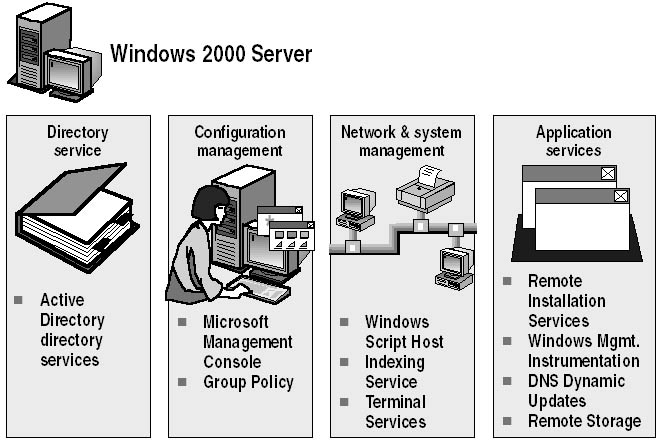 Windows 2000 Server
Directory
service
Active
Directory
directory
services
Configuration
management
Microsoft
Management
Console
Group Policy
Network & system
management
Windows
Script Host
Indexing
Service
Terminal
Services
Application
services
Remote
Installation
Services
Windows Mgmt.
Instrumentation
DNS Dynamic
Updates
Remote Storage